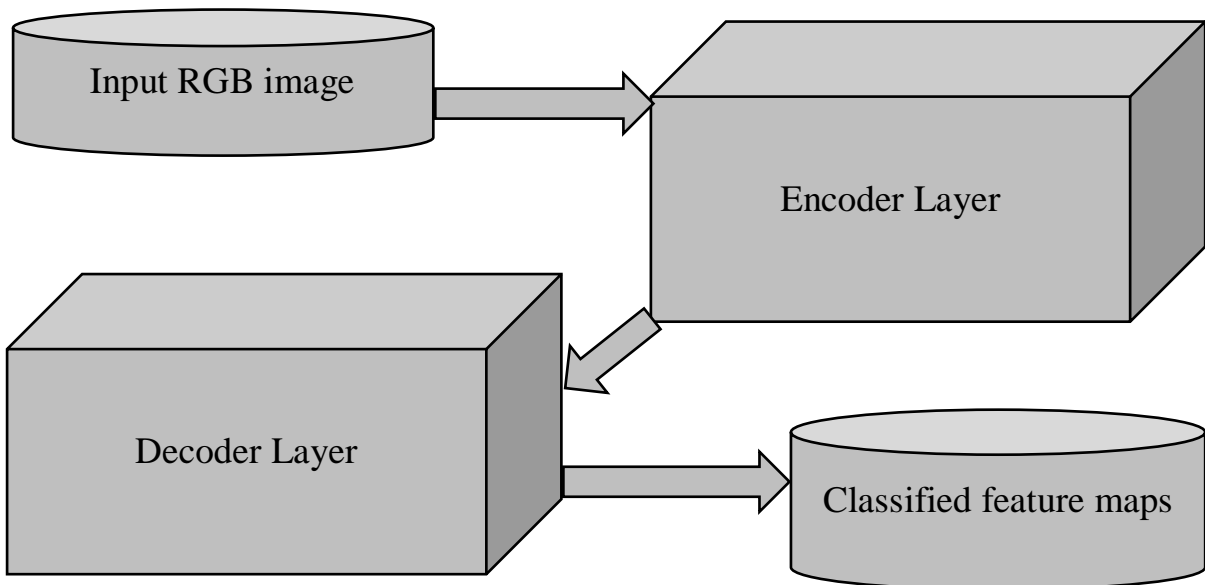 Input RGB image
Encoder Layer
Decoder Layer
Classified feature maps